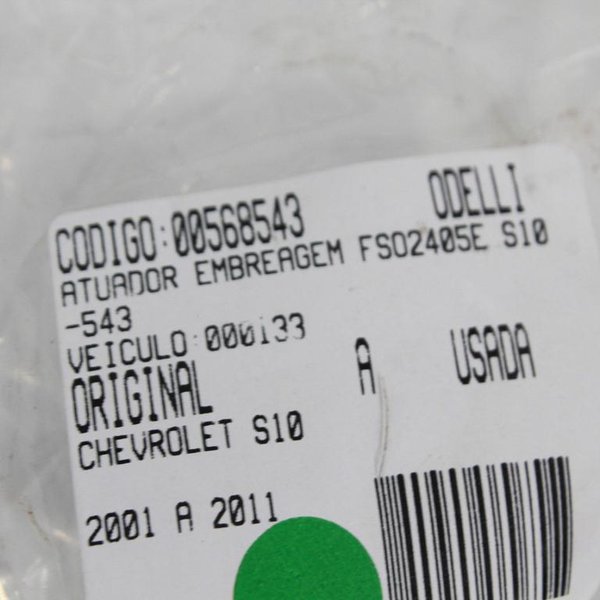 CODIGO:00568543 ODELLI
ATUADOR EMBREAGEM FSO2405E S10
-543
VEICULO:000133
ORIGINAL A USADA
CHEVROLET S10
2001 A 2011